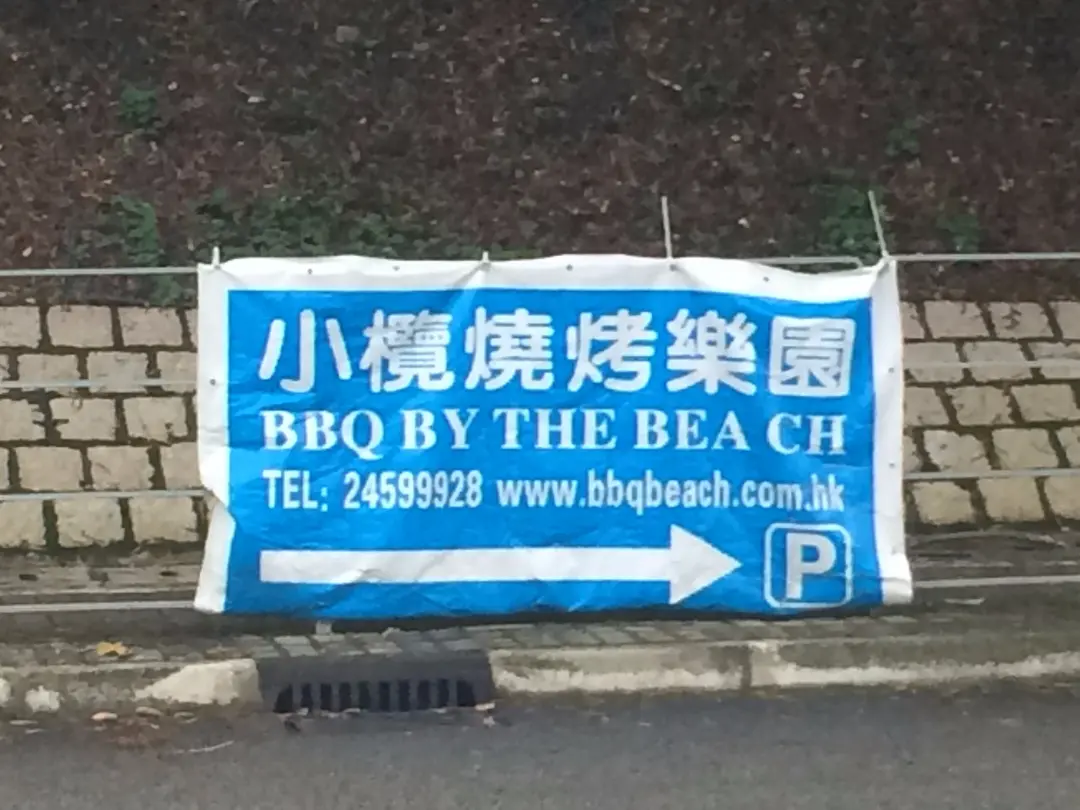 小欖燒烤樂園
BBQ BY THE BEA CH
TEL: 24599928 www.bbqbeach.com.hk
P